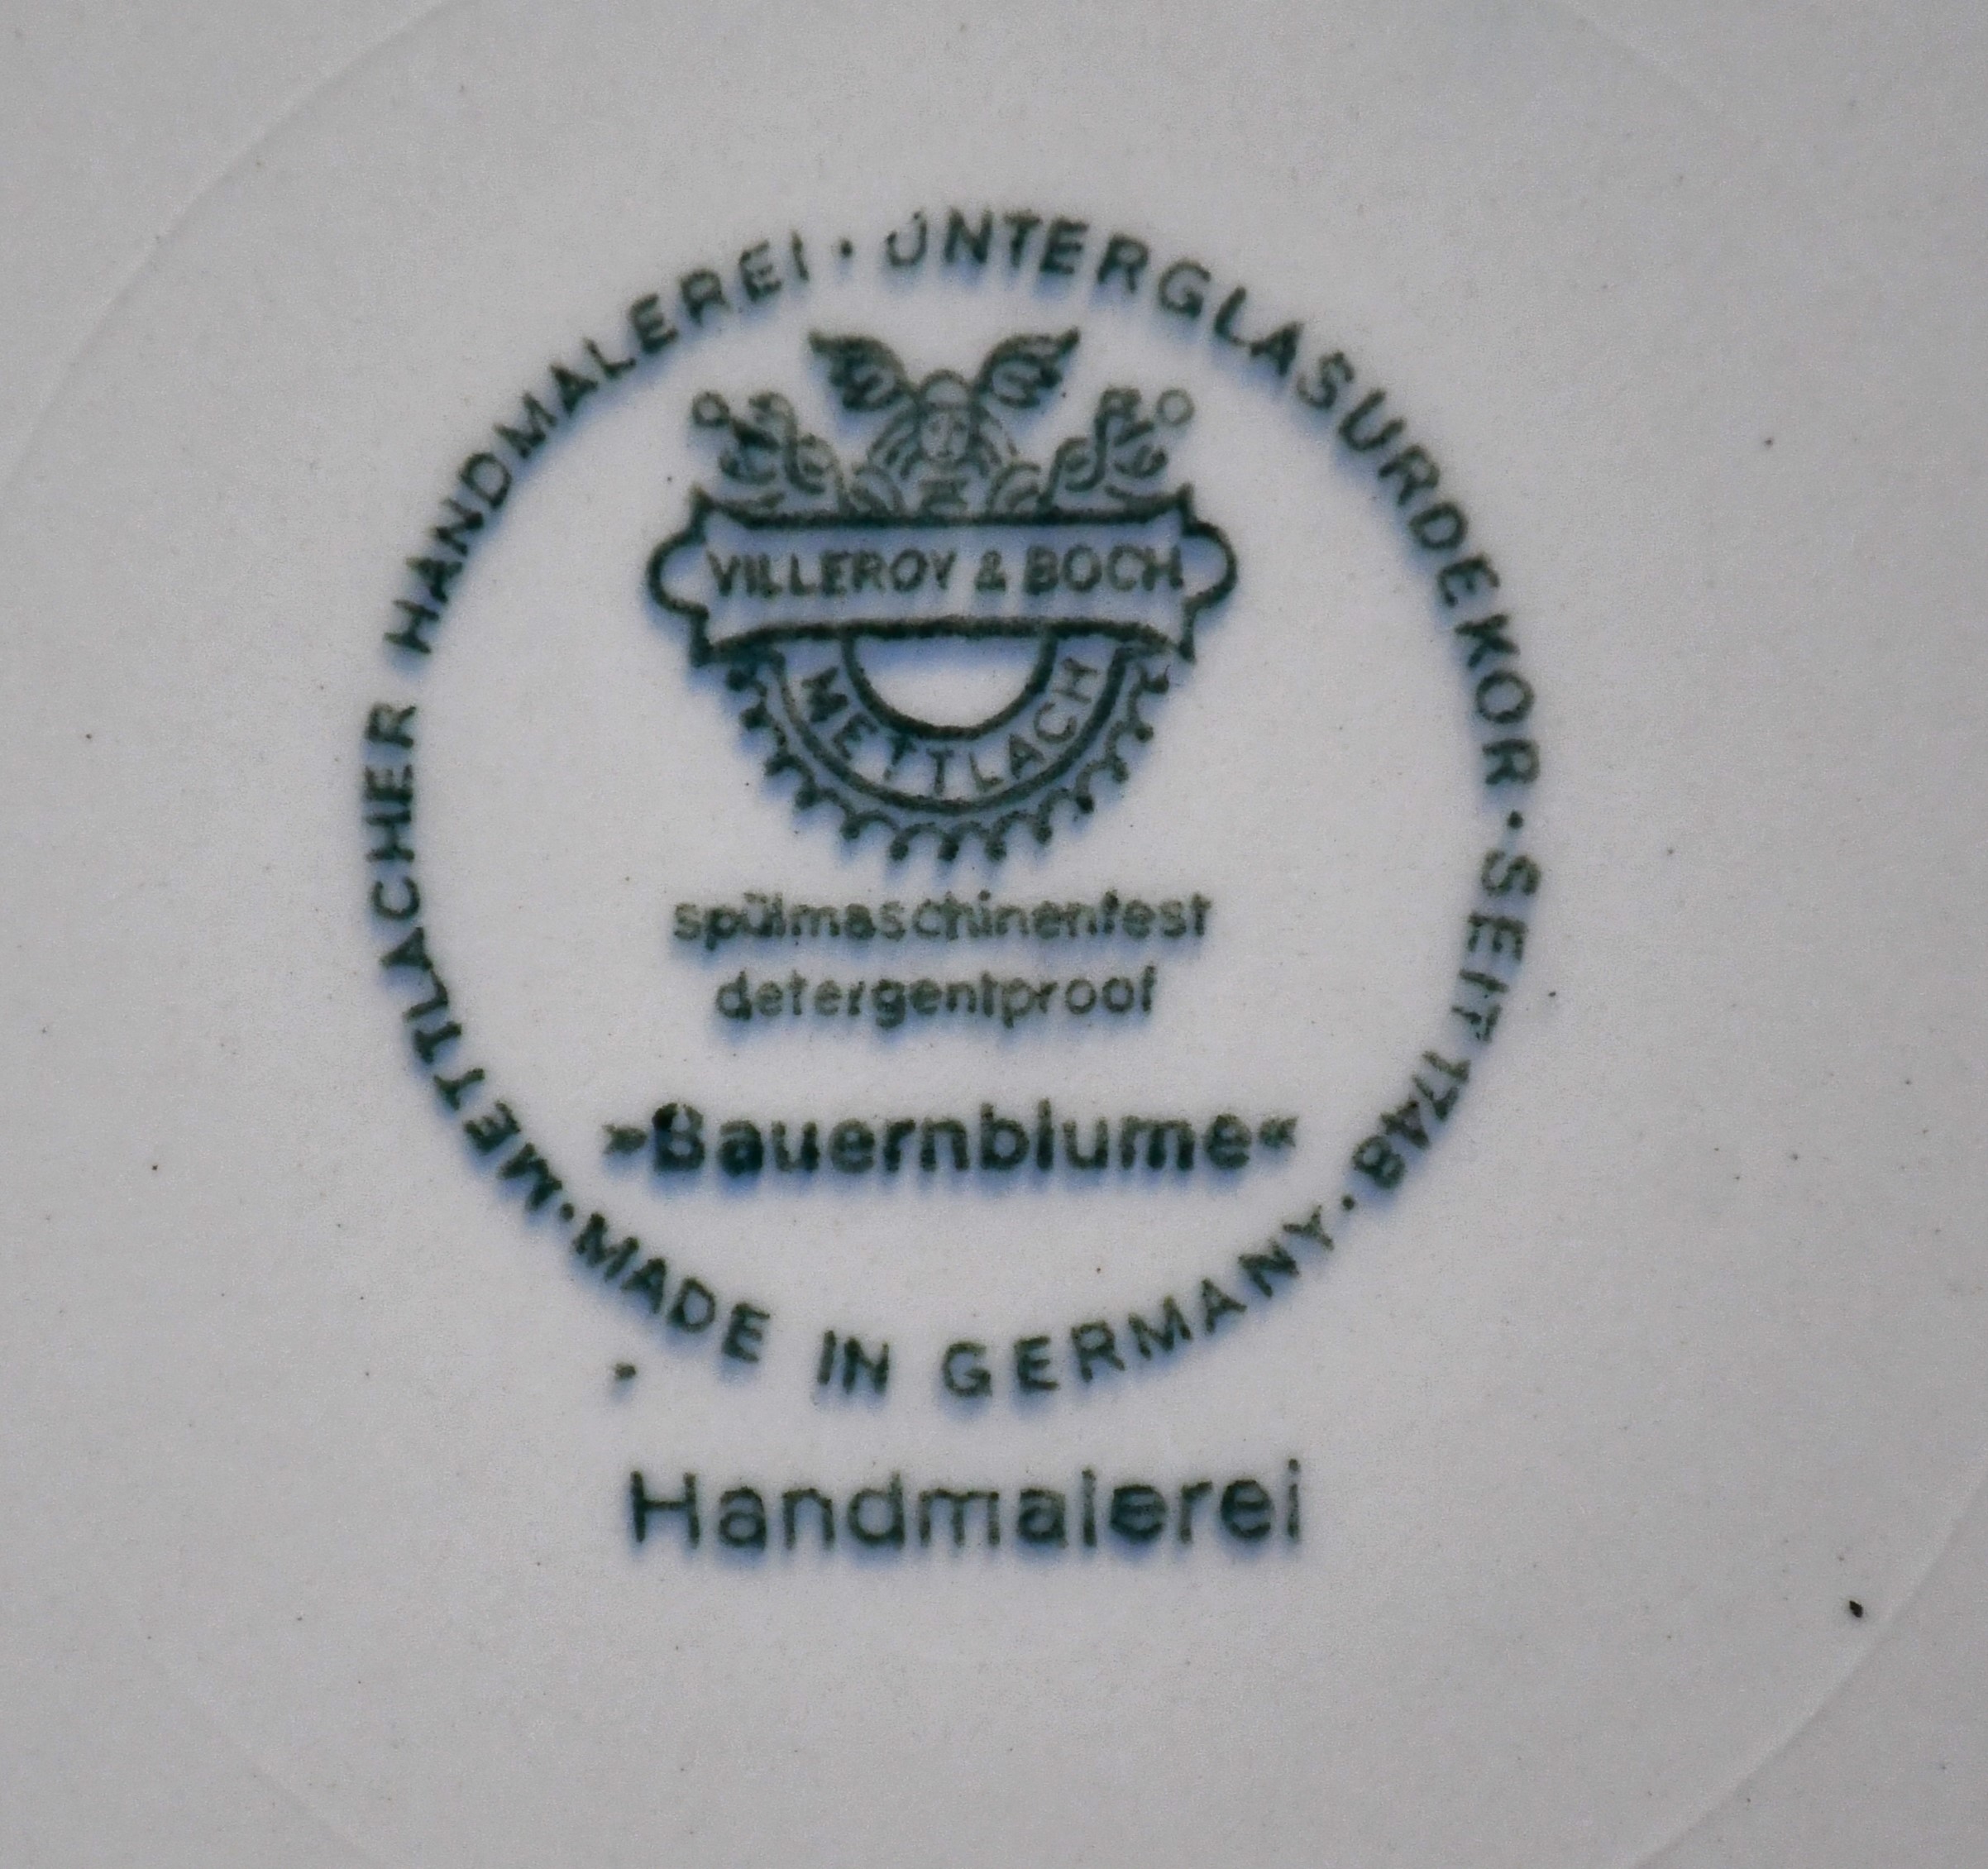 METTLACHER HANDMALEREI · UNTERGLASURDEKOR · SEIT 1748 ·
VILLEROY & BOCH
METTLACH
spülmaschinenfest
detergentproof
»Bauernblume«
MADE IN GERMANY
Handmalerei